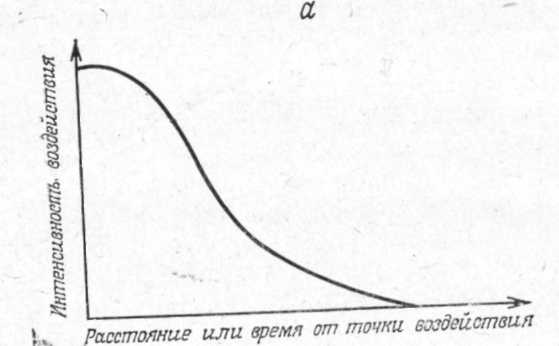 а
Интенсивность воздействия
Расстояние или время от точки воздействия